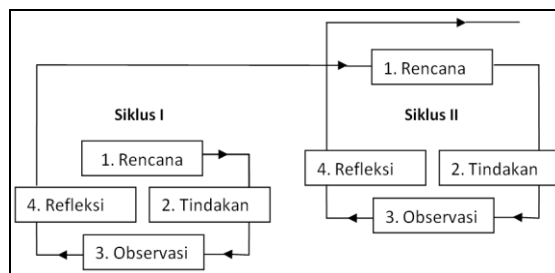 Siklus I
1. Rencana
2. Tindakan
3. Observasi
4. Refleksi
Siklus II
1. Rencana
2. Tindakan
3. Observasi
4. Refleksi